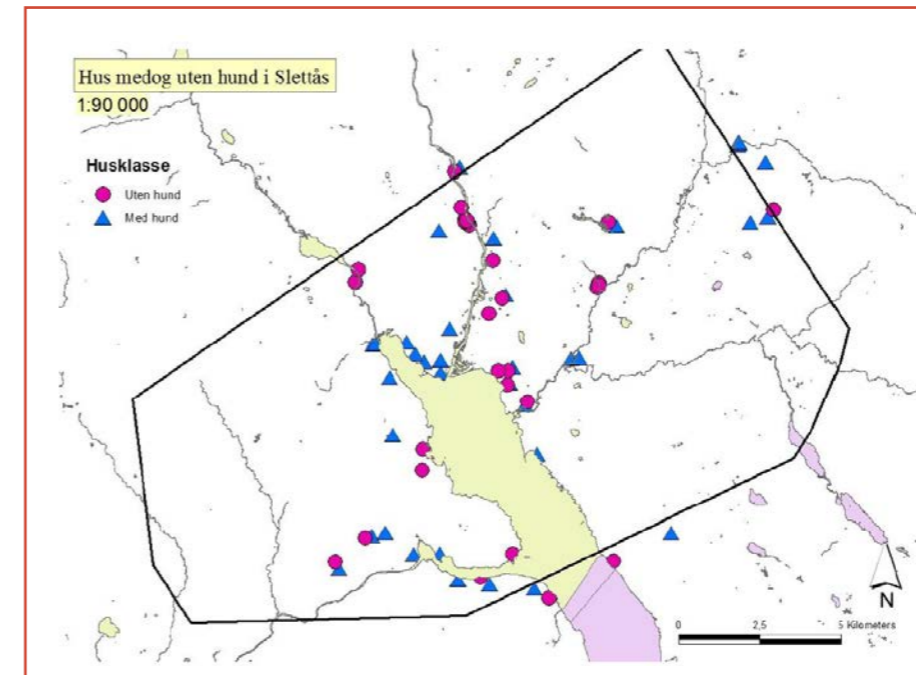 Hus medog uten hund i Slettås
1:90 000
Husklasse
Uten hund
Med hund
N
0 2,5 5 Kilometers